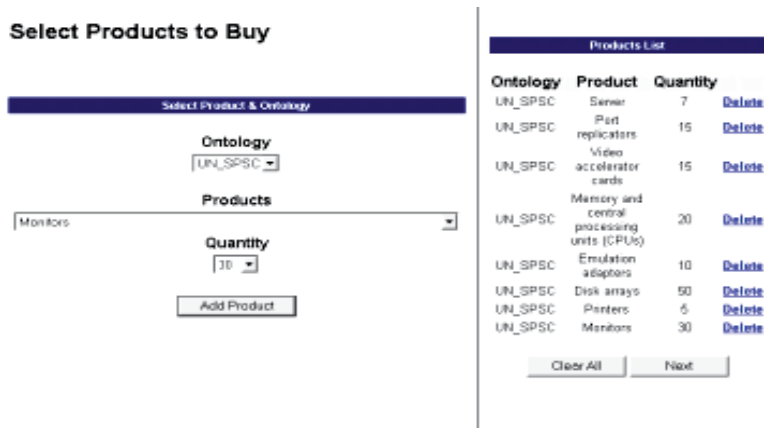 Select Products to Buy
Select Product & Ontology
Ontology
UN_SPSC
Products
Monitors
Quantity
30
Add Product
Products List
Ontology Product Quantity
UN_SPSC Server 7 Delete
UN_SPSC Port replicators 15 Delete
UN_SPSC Video accelerator cards 15 Delete
UN_SPSC Memory and central processing units (CPUs) 20 Delete
UN_SPSC Emulation adapters 10 Delete
UN_SPSC Disk arrays 50 Delete
UN_SPSC Printers 5 Delete
UN_SPSC Monitors 30 Delete
Clear All Next